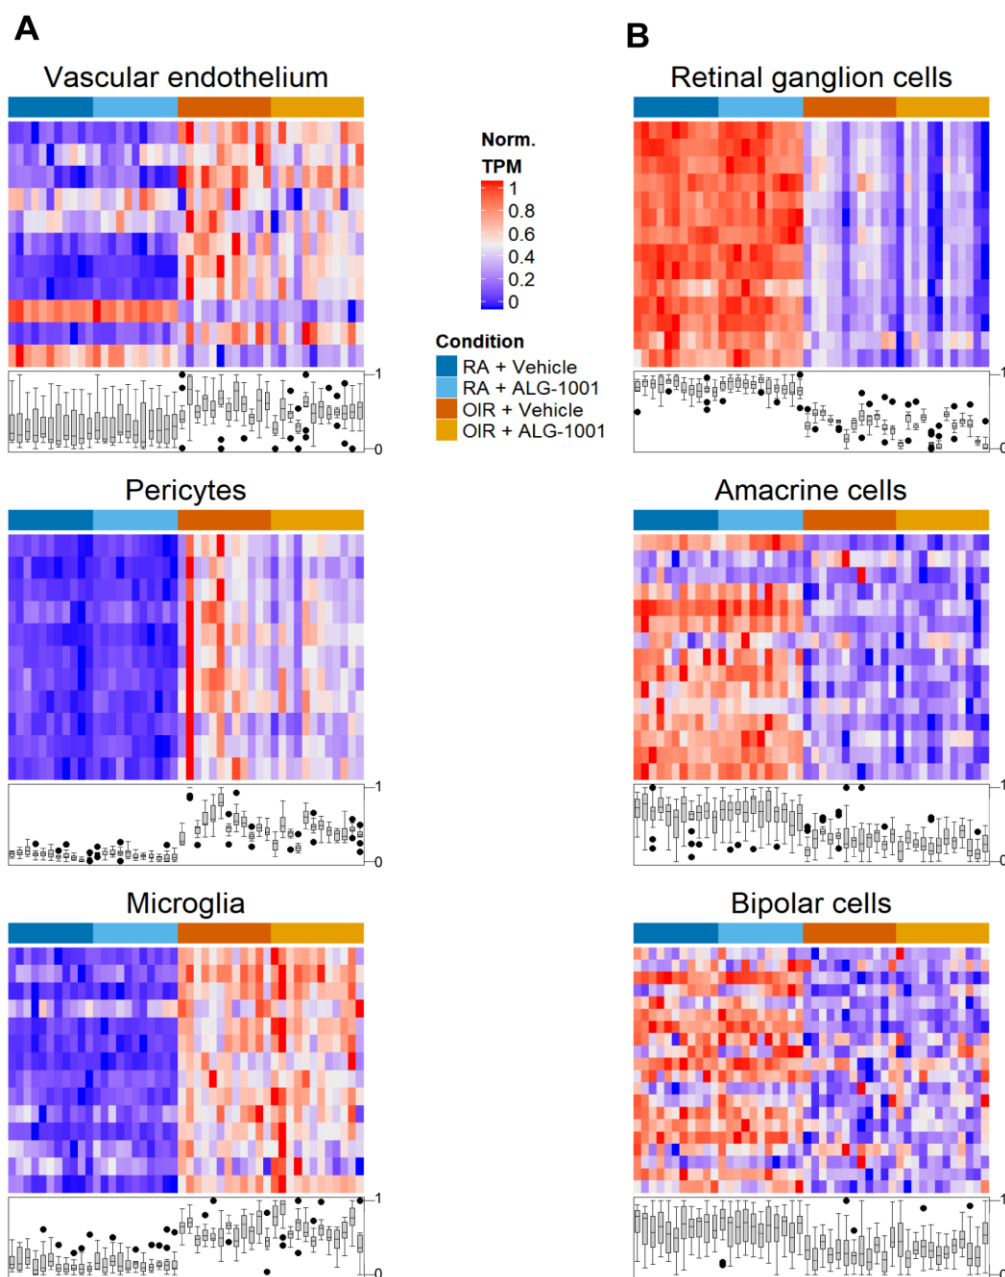 A
B
Vascular endothelium
Retinal ganglion cells
Norm.
TPM
1
0.8
0.6
0.4
0.2
0
Condition
RA + Vehicle
RA + ALG-1001
OIR + Vehicle
OIR + ALG-1001
1
0
1
0
Pericytes
Amacrine cells
1
0
1
0
Microglia
Bipolar cells
1
0
1
0